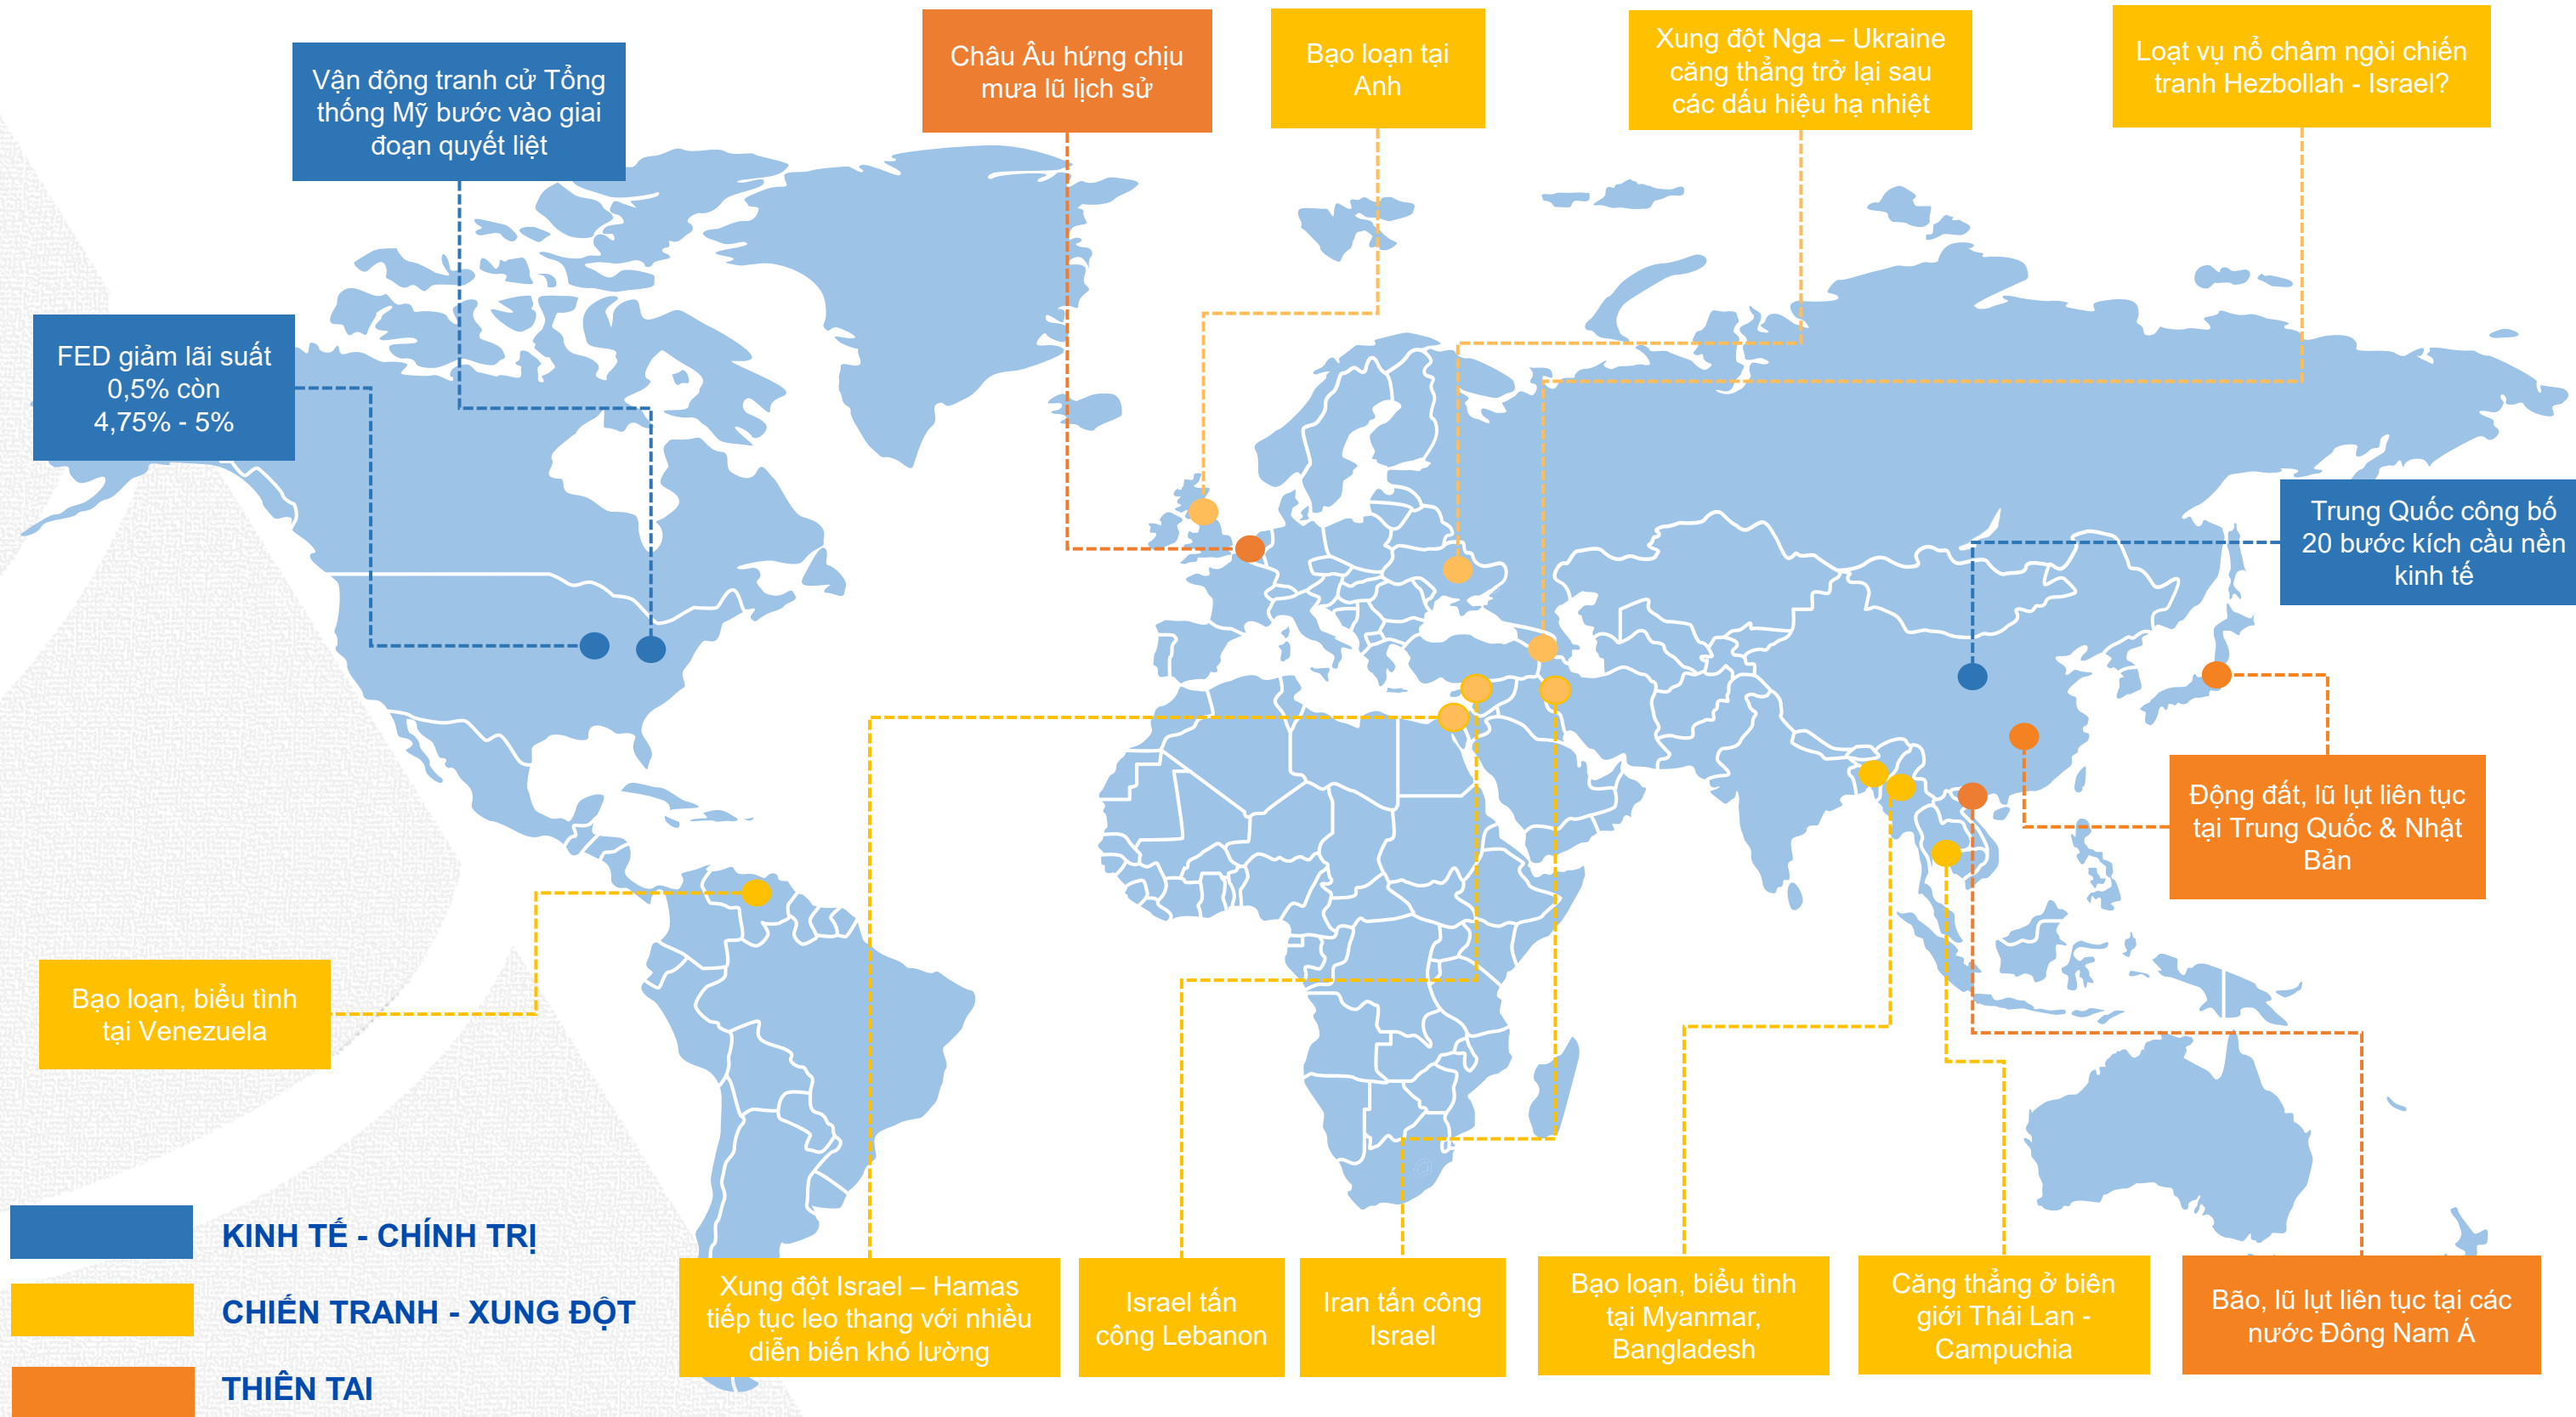 Vận động tranh cử Tổng
thống Mỹ bước vào giai
đoạn quyết liệt
Châu Âu hứng chịu
mưa lũ lịch sử
Bạo loạn tại
Anh
Xung đột Nga – Ukraine
căng thẳng trở lại sau
các dấu hiệu hạ nhiệt
Loạt vụ nổ châm ngòi chiến
tranh Hezbollah - Israel?
FED giảm lãi suất
0,5% còn
4,75% - 5%
Trung Quốc công bố
20 bước kích cầu nền
kinh tế
Động đất, lũ lụt liên tục
tại Trung Quốc & Nhật
Bản
Bạo loạn, biểu tình
tại Venezuela
KINH TẾ - CHÍNH TRỊ
CHIẾN TRANH - XUNG ĐỘT
THIÊN TAI
Xung đột Israel – Hamas
tiếp tục leo thang với nhiều
diễn biến khó lường
Israel tấn
công Lebanon
Iran tấn công
Israel
Bạo loạn, biểu tình
tại Myanmar,
Bangladesh
Căng thẳng ở biên
giới Thái Lan -
Campuchia
Bão, lũ lụt liên tục tại các
nước Đông Nam Á